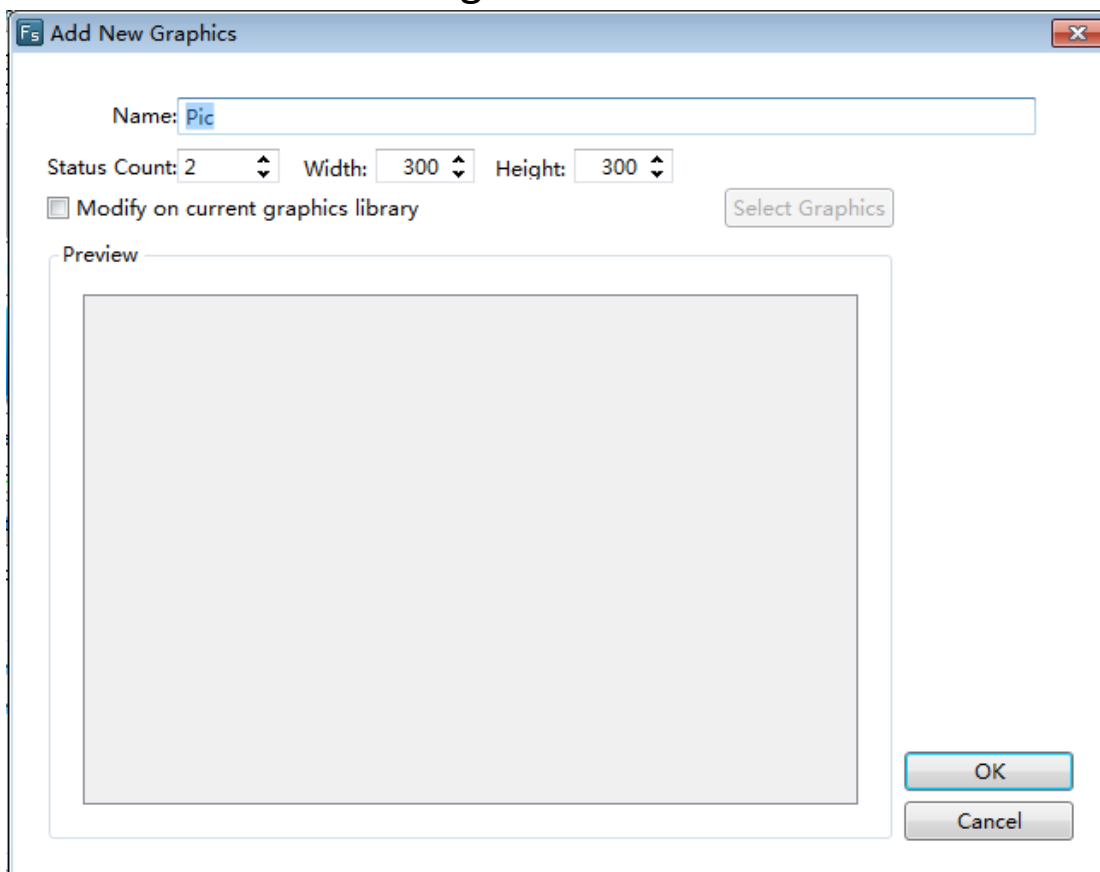 Fs Add New Graphics
Name: Pic
Status Count: 2 Width: 300 Height: 300
Modify on current graphics library Select Graphics
Preview
OK
Cancel